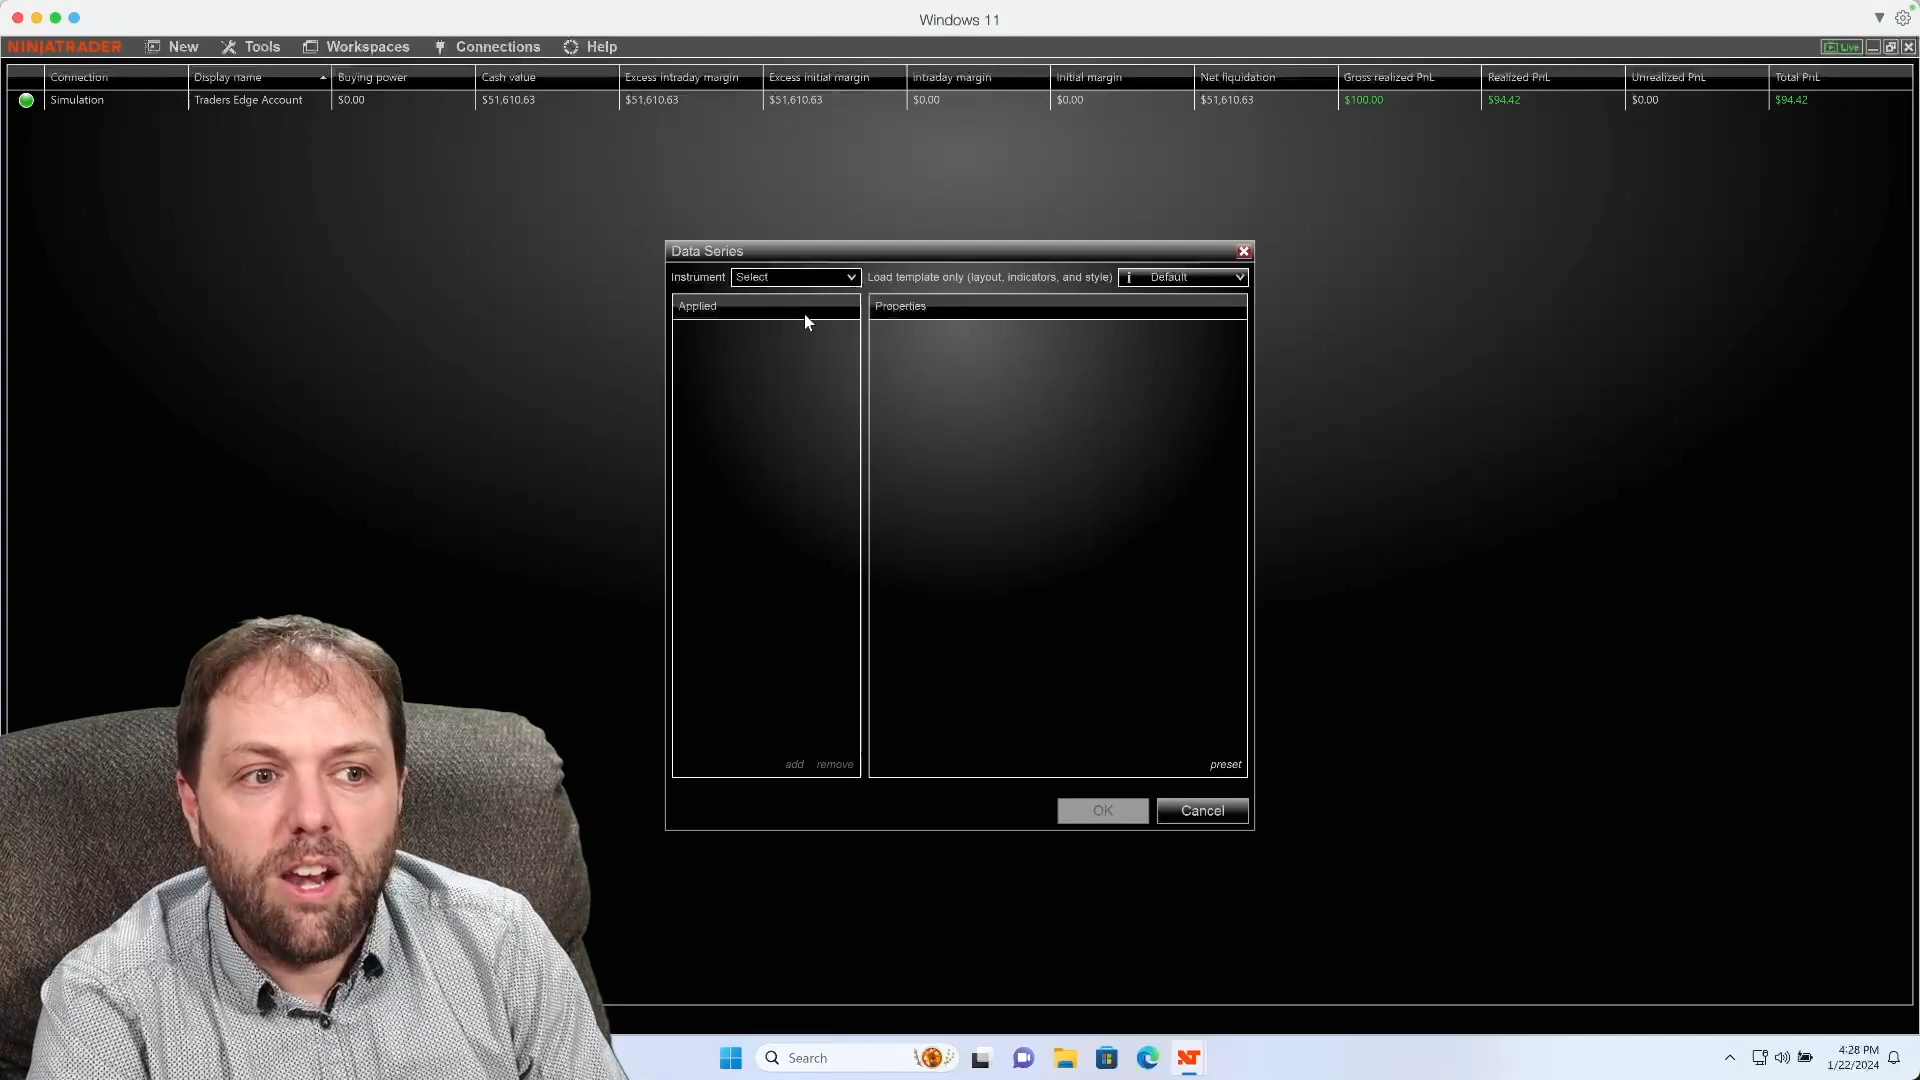 Windows 11
NINJATRADER New Tools Workspaces Connections Help Live
Connection Display name Buying power Cash value Excess intraday margin Excess initial margin Intraday margin Initial margin Net liquidation Gross realized PnL Realized PnL Unrealized PnL Total PnL
Simulation Traders Edge Account $0.00 $51,610.63 $51,610.63 $51,610.63 $0.00 $0.00 $51,610.63 $100.00 $94.42 $0.00 $94.42
Data Series
Instrument Select Load template only (layout, indicators, and style) i Default
Applied Properties
add remove preset
OK Cancel
Search
4:28 PM
1/22/2024